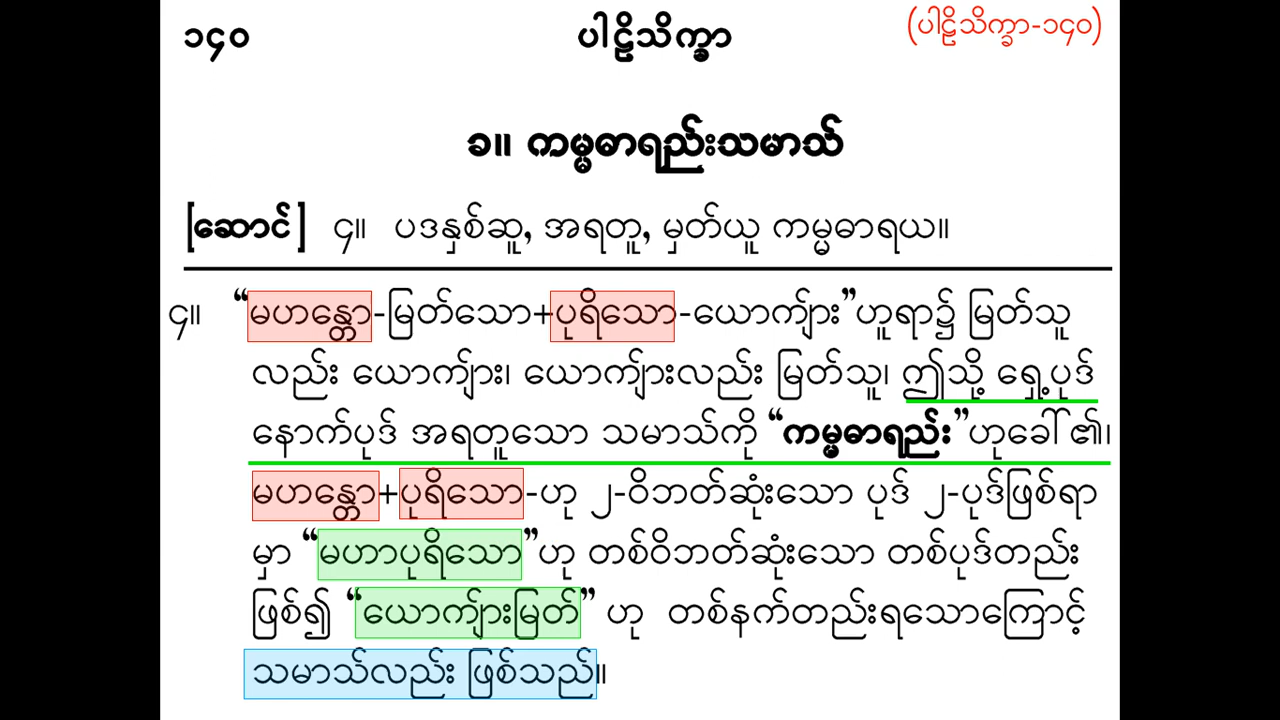 ၁၄၀ ပါဠိသိက္ခာ (ပါဠိသိက္ခာ-၁၄၀)
ခ။ ကမ္မဓာရည်းသမာသ်
[ဆောင်] ၄။ ပဒနှစ်ဆူ, အရတူ, မှတ်ယူ ကမ္မဓာရယ။
၄။ “မဟန္တော-မြတ်သော+ပုရိသော-ယောကျ်ား”ဟူရာ၌ မြတ်သူ
လည်း ယောကျ်ား၊ ယောကျ်ားလည်း မြတ်သူ၊ ဤသို့ ရှေ့ပုဒ်
နောက်ပုဒ် အရတူသော သမာသ်ကို “ကမ္မဓာရည်း”ဟုခေါ်၏၊
မဟန္တော+ပုရိသော-ဟု ၂-ဝိဘတ်ဆုံးသော ပုဒ် ၂-ပုဒ်ဖြစ်ရာ
မှာ “မဟာပုရိသော”ဟု တစ်ဝိဘတ်ဆုံးသော တစ်ပုဒ်တည်း
ဖြစ်၍ “ယောကျ်ားမြတ်” ဟု တစ်နက်တည်းရသောကြောင့်
သမာသ်လည်း ဖြစ်သည်။